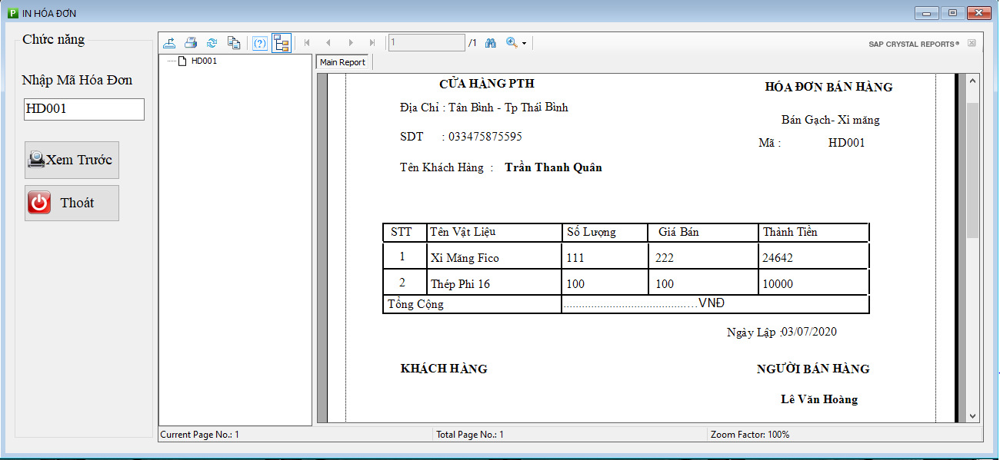 IN HÓA ĐƠN
Chức năng
Nhập Mã Hóa Đơn
HD001
Xem Trước
Thoát
1 /1
SAP CRYSTAL REPORTS®
HD001
Main Report
CỬA HÀNG PTH
HÓA ĐƠN BÁN HÀNG
Địa Chỉ : Tân Bình - Tp Thái Bình
Bán Gạch- Xi măng
SDT : 033475875595
Mã : HD001
Tên Khách Hàng : Trần Thanh Quân
STT Tên Vật Liệu Số Lượng Giá Bán Thành Tiền
1 Xi Măng Fico 111 222 24642
2 Thép Phi 16 100 100 10000
Tổng Cộng ..........................................VNĐ
Ngày Lập :03/07/2020
KHÁCH HÀNG NGƯỜI BÁN HÀNG
Lê Văn Hoàng
Current Page No.: 1 Total Page No.: 1 Zoom Factor: 100%